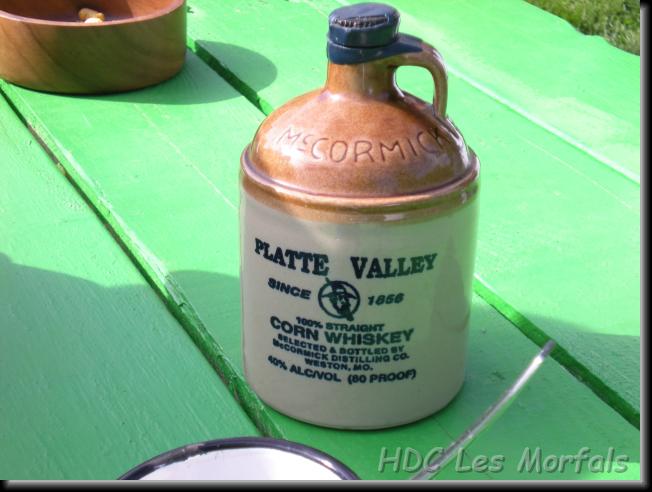 McCORMICK
PLATTE VALLEY
SINCE 1856
100% STRAIGHT
CORN WHISKEY
SELECTED & BOTTLED BY
McCORMICK DISTILLING CO.
WESTON, MO.
40% ALC/VOL (80 PROOF)
HDC Les Morfals